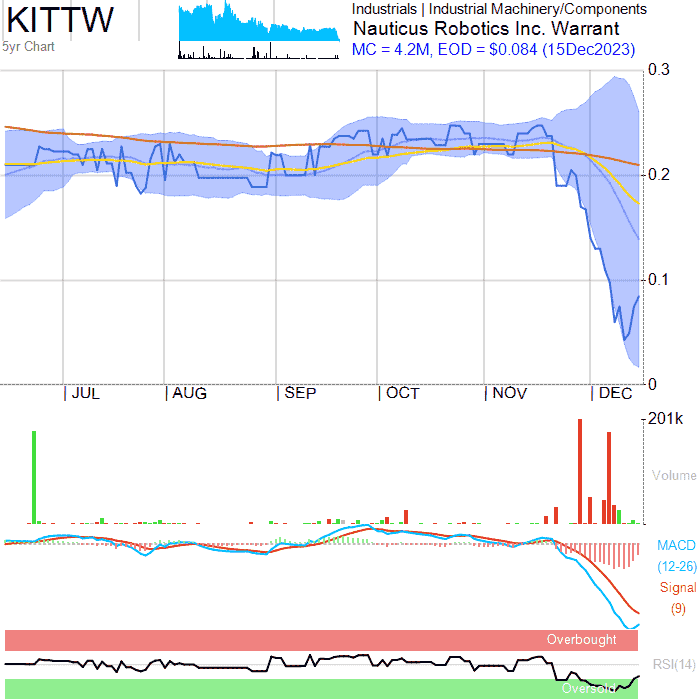 KITTW
5yr Chart
Industrials | Industrial Machinery/Components
Nauticus Robotics Inc. Warrant
MC = 4.2M, EOD = $0.084 (15Dec2023)
0.3
0.2
0.1
0
JUL AUG SEP OCT NOV DEC
201k
Volume
MACD
(12-26)
Signal
(9)
Overbought
RSI(14)
Oversold